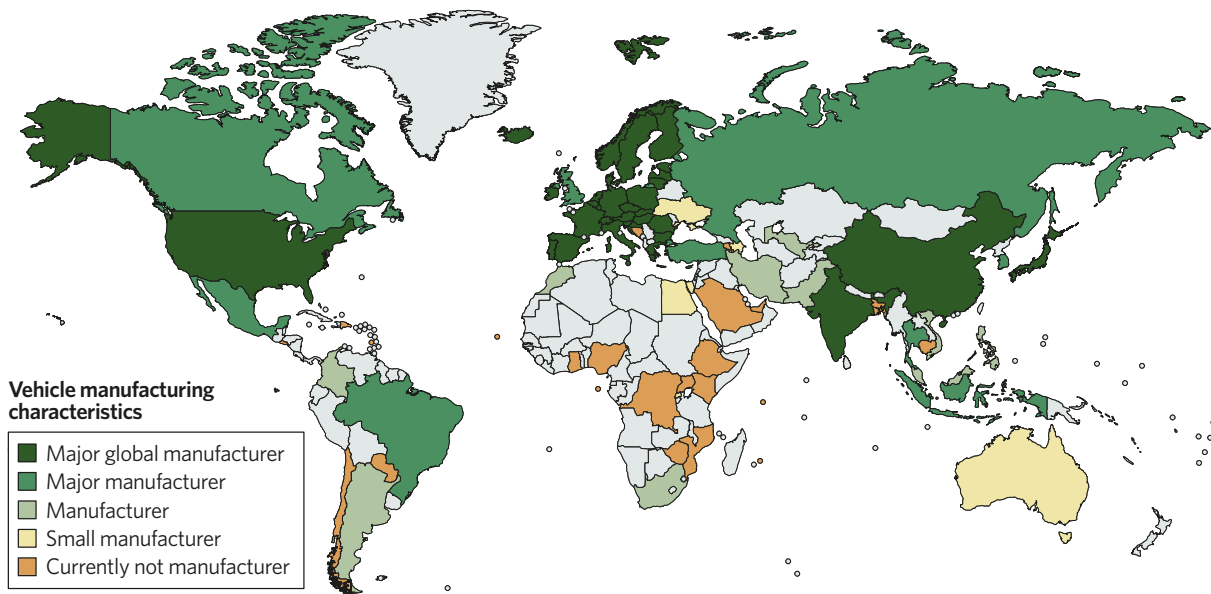 Vehicle manufacturing
characteristics
Major global manufacturer
Major manufacturer
Manufacturer
Small manufacturer
Currently not manufacturer